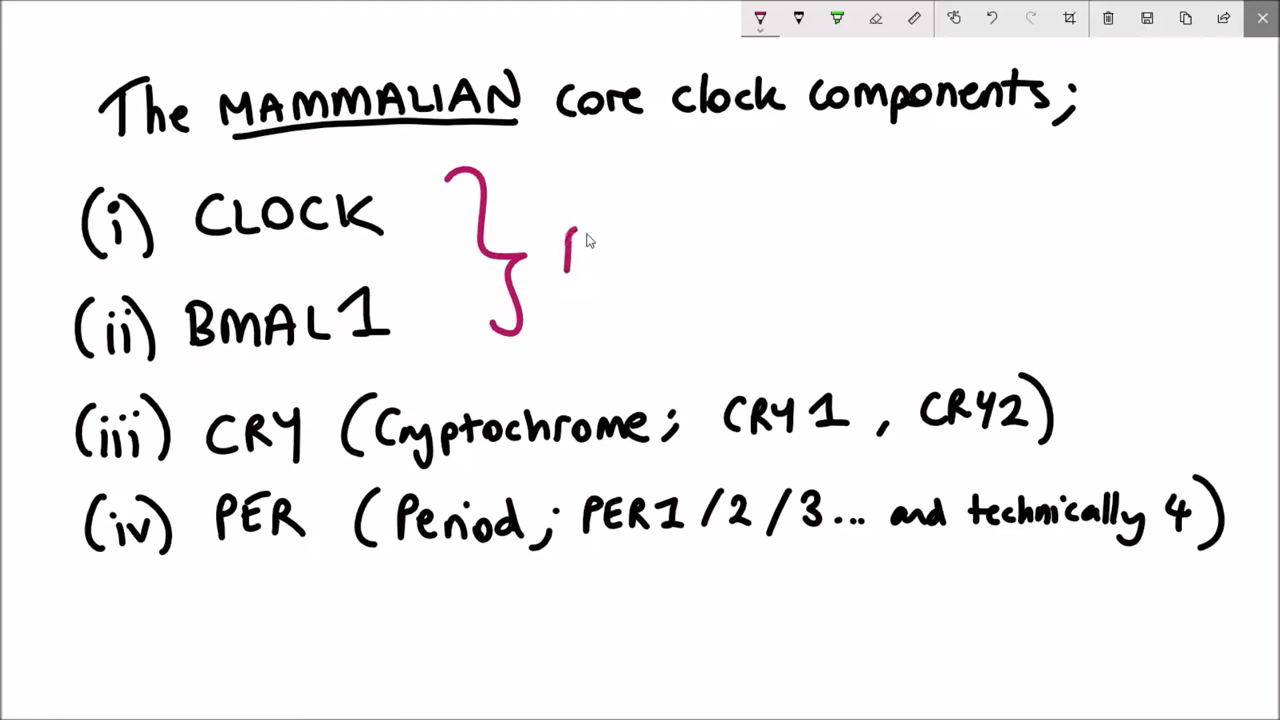 The MAMMALIAN core clock components;
(i) CLOCK
(ii) BMAL1
(iii) CRY (Cryptochrome; CRY1, CRY2)
(iv) PER (Period; PER1/2/3... and technically 4)